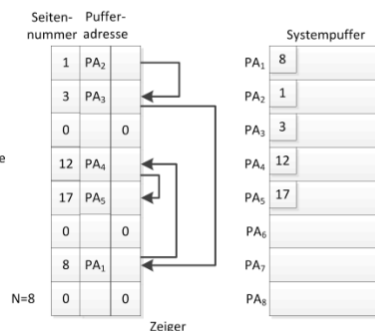 Seiten- Puffer-
nummer adresse Systempuffer
1 PA₂ PA₁ 8
3 PA₃ PA₂ 1
0 0 PA₃ 3
e 12 PA₄ PA₄ 12
17 PA₅ PA₅ 17
0 0 PA₆
8 PA₁ PA₇
N=8 0 0 PA₈
Zeiger